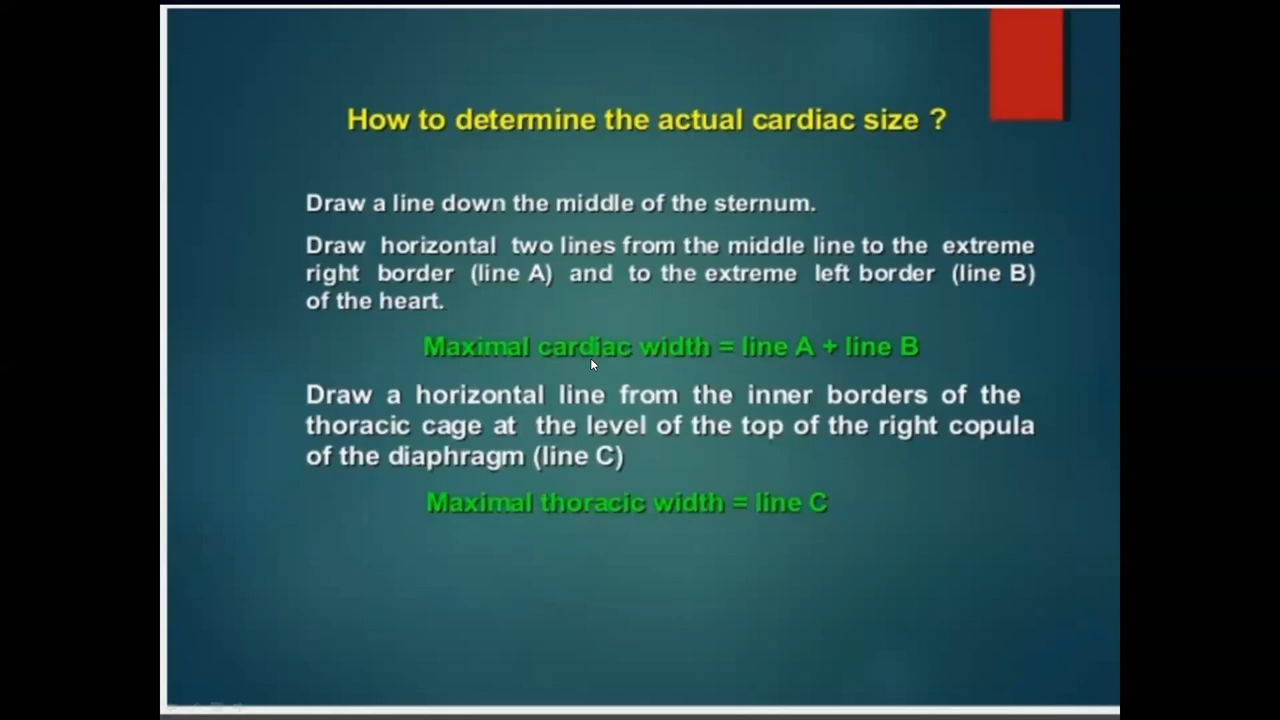 How to determine the actual cardiac size ?
Draw a line down the middle of the sternum.
Draw horizontal two lines from the middle line to the extreme
right border (line A) and to the extreme left border (line B)
of the heart.
Maximal cardiac width = line A + line B
Draw a horizontal line from the inner borders of the
thoracic cage at the level of the top of the right copula
of the diaphragm (line C)
Maximal thoracic width = line C